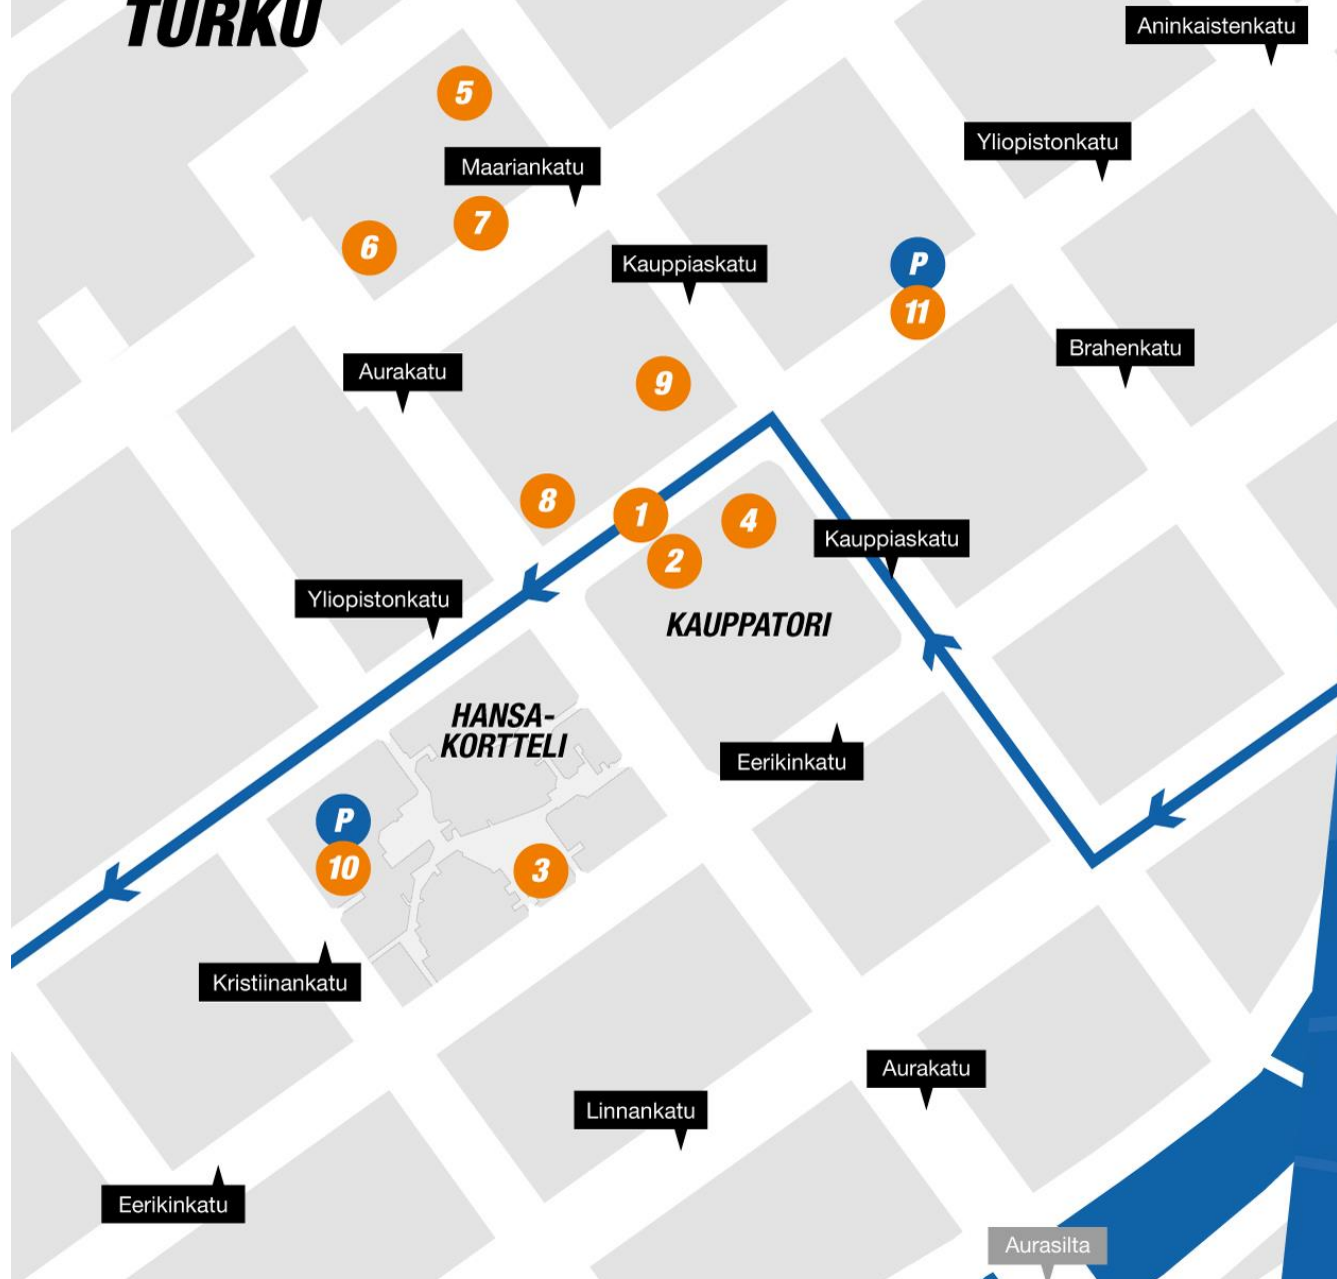 TURKU
Aninkaistenkatu
5
Yliopistonkatu
Maariankatu
7
6
Kauppiaskatu
P
11
Brahenkatu
Aurakatu
9
8
1
4
Kauppiaskatu
2
Yliopistonkatu
KAUPPATORI
HANSA-
KORTTELI
Eerikinkatu
P
10
3
Kristiinankatu
Aurakatu
Linnankatu
Eerikinkatu
Aurasilta